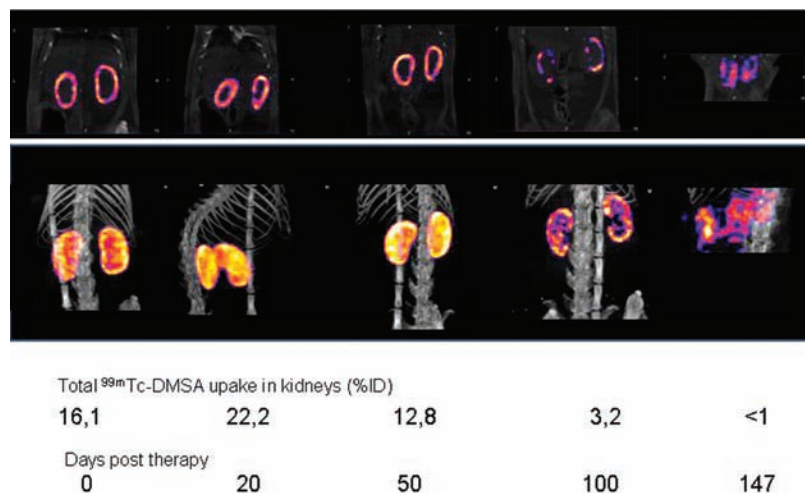 Total ⁹⁹ᵐTc-DMSA upake in kidneys (%ID)
16,1 22,2 12,8 3,2 <1
Days post therapy
0 20 50 100 147